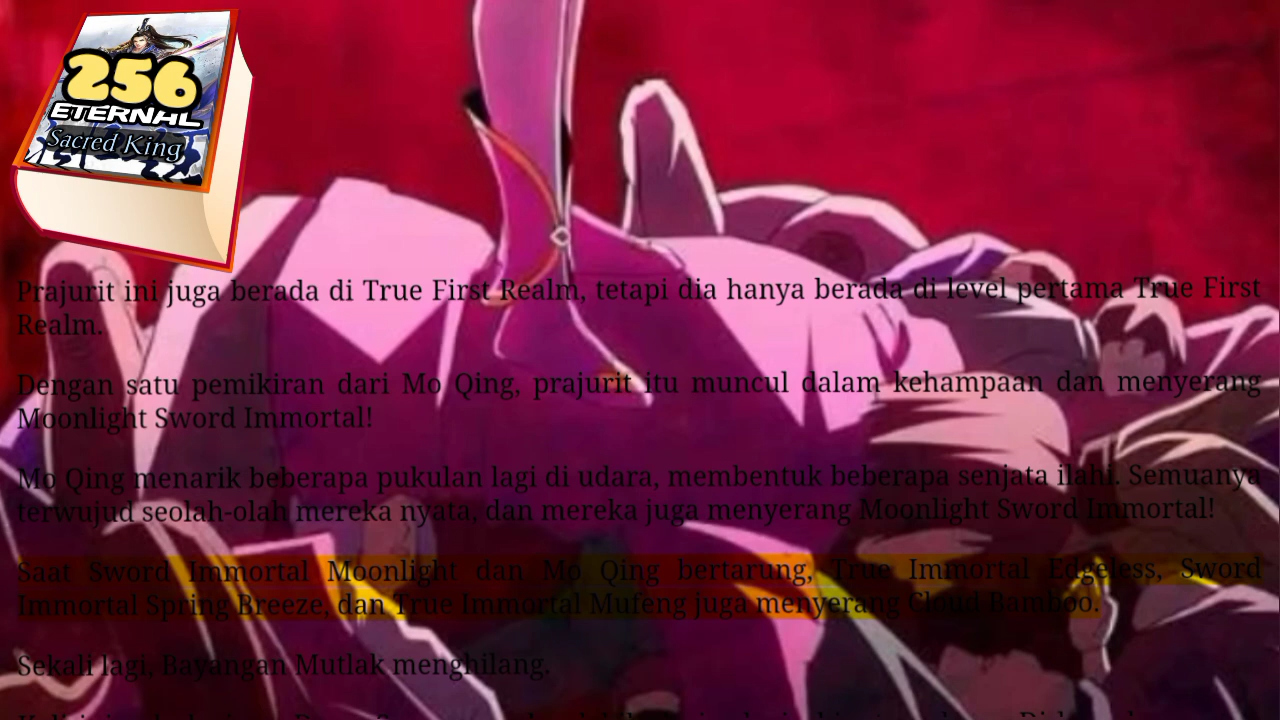 256
ETERNAL
Sacred King
Prajurit ini juga berada di True First Realm, tetapi dia hanya berada di level pertama True First
Realm.
Dengan satu pemikiran dari Mo Qing, prajurit itu muncul dalam kehampaan dan menyerang
Moonlight Sword Immortal!
Mo Qing menarik beberapa pukulan lagi di udara, membentuk beberapa senjata ilahi. Semuanya
terwujud seolah-olah mereka nyata, dan mereka juga menyerang Moonlight Sword Immortal!
Saat Sword Immortal Moonlight dan Mo Qing bertarung, True Immortal Edgeless, Sword
Immortal Spring Breeze, dan True Immortal Mufeng juga menyerang Cloud Bamboo.
Sekali lagi, Bayangan Mutlak menghilang.